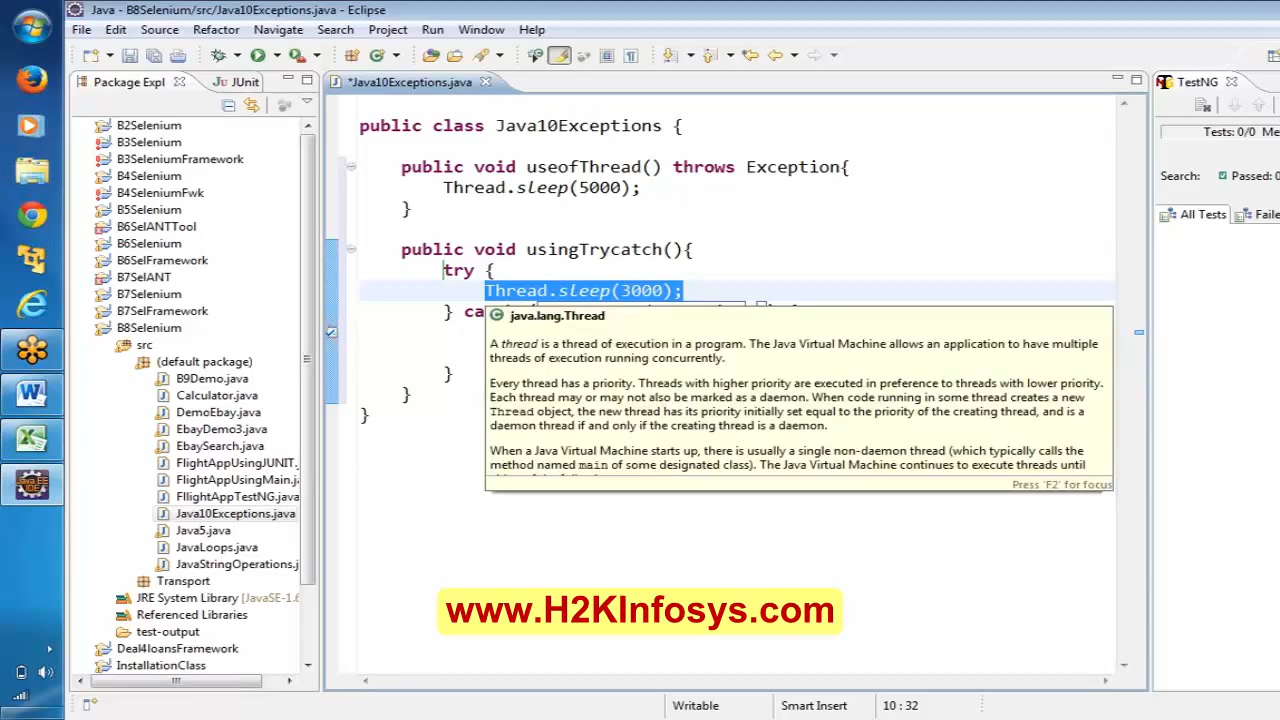 Java - B8Selenium/src/Java10Exceptions.java - Eclipse
File Edit Source Refactor Navigate Search Project Run Window Help
Package Expl JUnit
*Java10Exceptions.java
TestNG
B2Selenium
B3Selenium
B3SeleniumFramework
B4Selenium
B4SeleniumFwk
B5Selenium
B6SelANTTool
B6Selenium
B6SelFramework
B7SelANT
B7Selenium
B7SelFramework
B8Selenium
src
(default package)
B9Demo.java
Calculator.java
DemoEbay.java
EbayDemo3.java
EbaySearch.java
FlightAppUsingJUNIT.
FlightAppUsingMain.j
FllightAppTestNG.java
Java10Exceptions.java
Java5.java
JavaLoops.java
JavaStringOperations.j
Transport
JRE System Library [JavaSE-1.6
Referenced Libraries
test-output
Deal4loansFramework
InstallationClass
public class Java10Exceptions {
public void useofThread() throws Exception{
Thread.sleep(5000);
}
public void usingTrycatch(){
try {
Thread.sleep(3000);
} ca
}
}
}
java.lang.Thread
A thread is a thread of execution in a program. The Java Virtual Machine allows an application to have multiple
threads of execution running concurrently.
Every thread has a priority. Threads with higher priority are executed in preference to threads with lower priority.
Each thread may or may not also be marked as a daemon. When code running in some thread creates a new
Thread object, the new thread has its priority initially set equal to the priority of the creating thread, and is a
daemon thread if and only if the creating thread is a daemon.
When a Java Virtual Machine starts up, there is usually a single non-daemon thread (which typically calls the
method named main of some designated class). The Java Virtual Machine continues to execute threads until
Press 'F2' for focus
Tests: 0/0 Me
Search: Passed: 0
All Tests Faile
www.H2KInfosys.com
Java EE
IDE
Writable Smart Insert 10 : 32